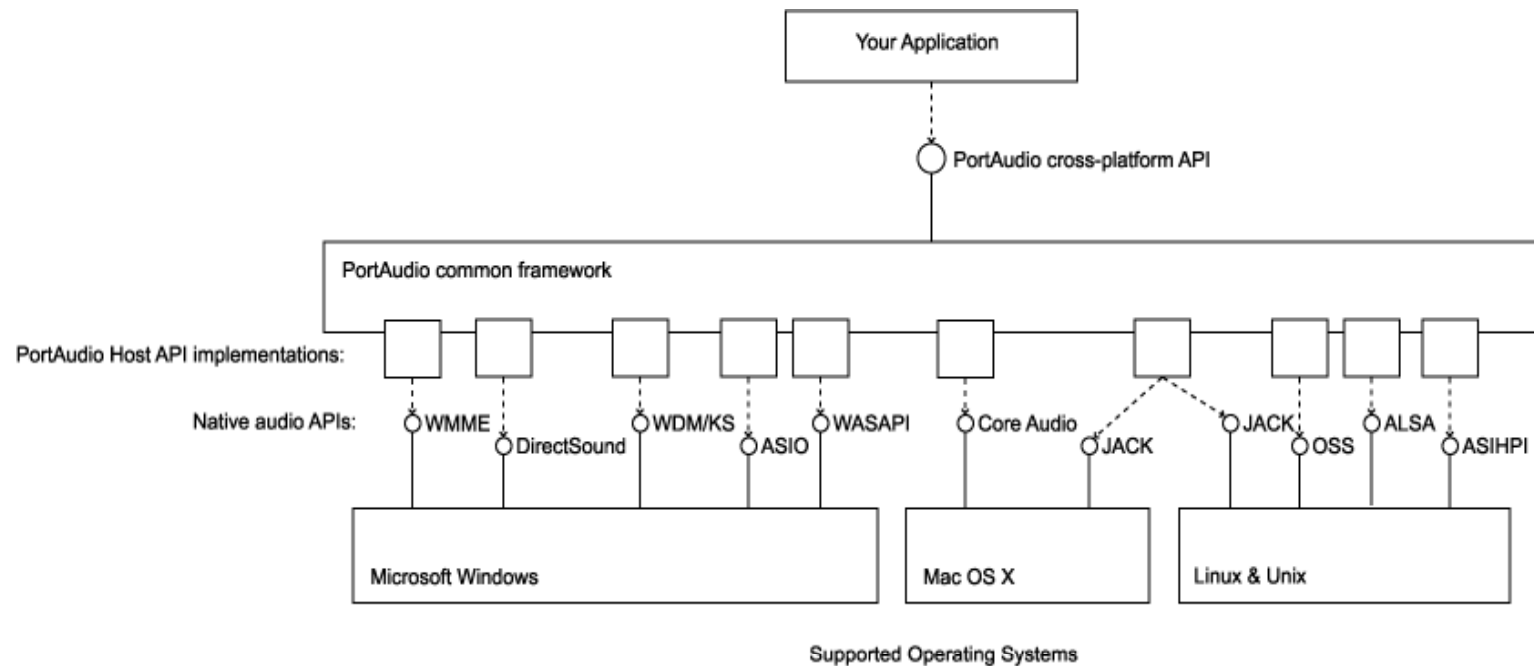 Your Application
PortAudio cross-platform API
PortAudio common framework
PortAudio Host API implementations:
Native audio APIs:
WMME
WDM/KS
WASAPI
Core Audio
JACK
ALSA
DirectSound
ASIO
JACK
OSS
ASIHPI
Microsoft Windows
Mac OS X
Linux & Unix
Supported Operating Systems